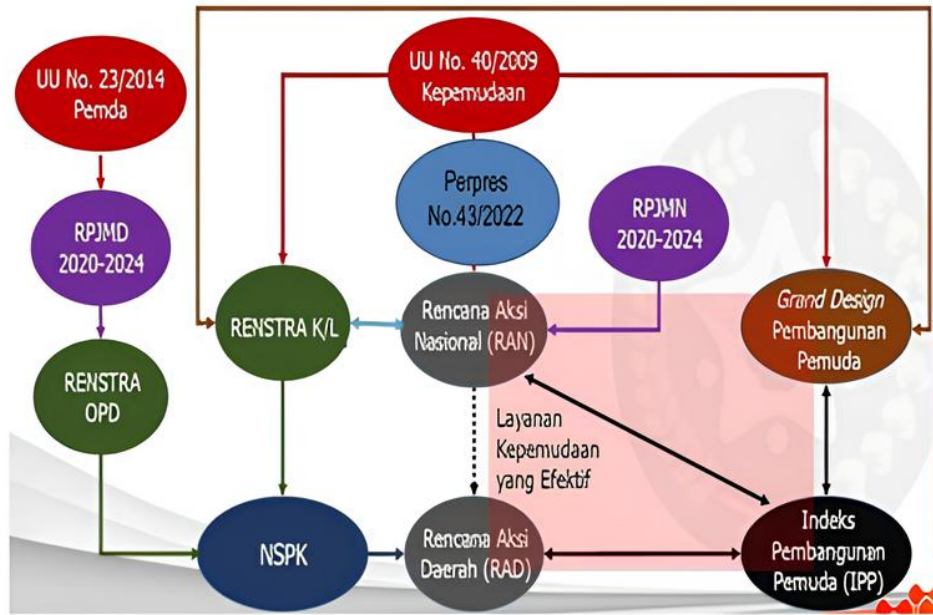 UU No. 23/2014
Pemda
UU No. 40/2009
Kepemudaan
Perpres
No.43/2022
RPJMD
2020-2024
RPJMN
2020-2024
RENSTRA K/L
Rencana Aksi
Nasional (RAN)
Grand Design
Pembangunan
Pemuda
RENSTRA
OPD
Layanan
Kepemudaan
yang Efektif
NSPK
Rencana Aksi
Daerah (RAD)
Indeks
Pembangunan
Pemuda (IPP)